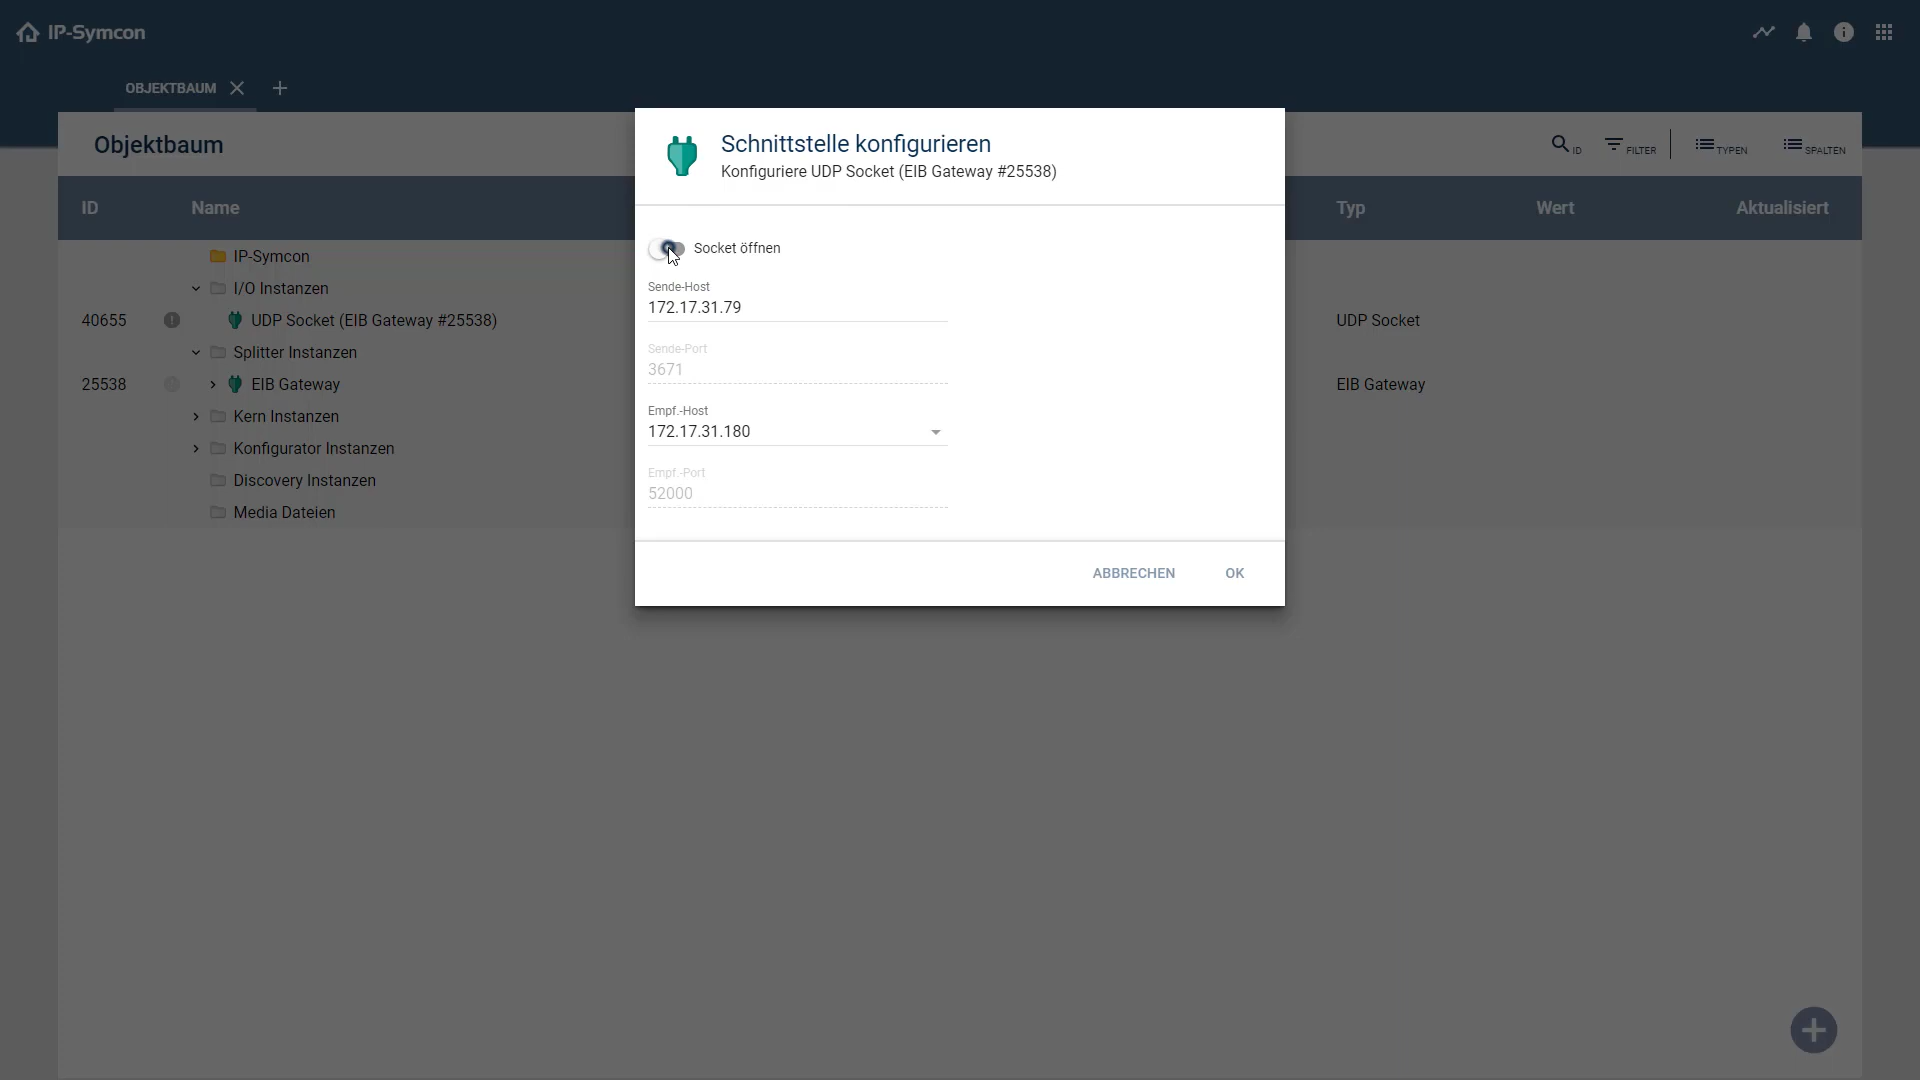 IP-Symcon
OBJEKTBAUM
Objektbaum
ID
FILTER
TYPEN
SPALTEN
ID Name Typ Wert Aktualisiert
IP-Symcon
I/O Instanzen
40655 UDP Socket (EIB Gateway #25538) UDP Socket
Splitter Instanzen
25538 EIB Gateway EIB Gateway
Kern Instanzen
Konfigurator Instanzen
Discovery Instanzen
Media Dateien
Schnittstelle konfigurieren
Konfiguriere UDP Socket (EIB Gateway #25538)
Socket öffnen
Sende-Host
172.17.31.79
Sende-Port
3671
Empf.-Host
172.17.31.180
Empf.-Port
52000
ABBRECHEN OK